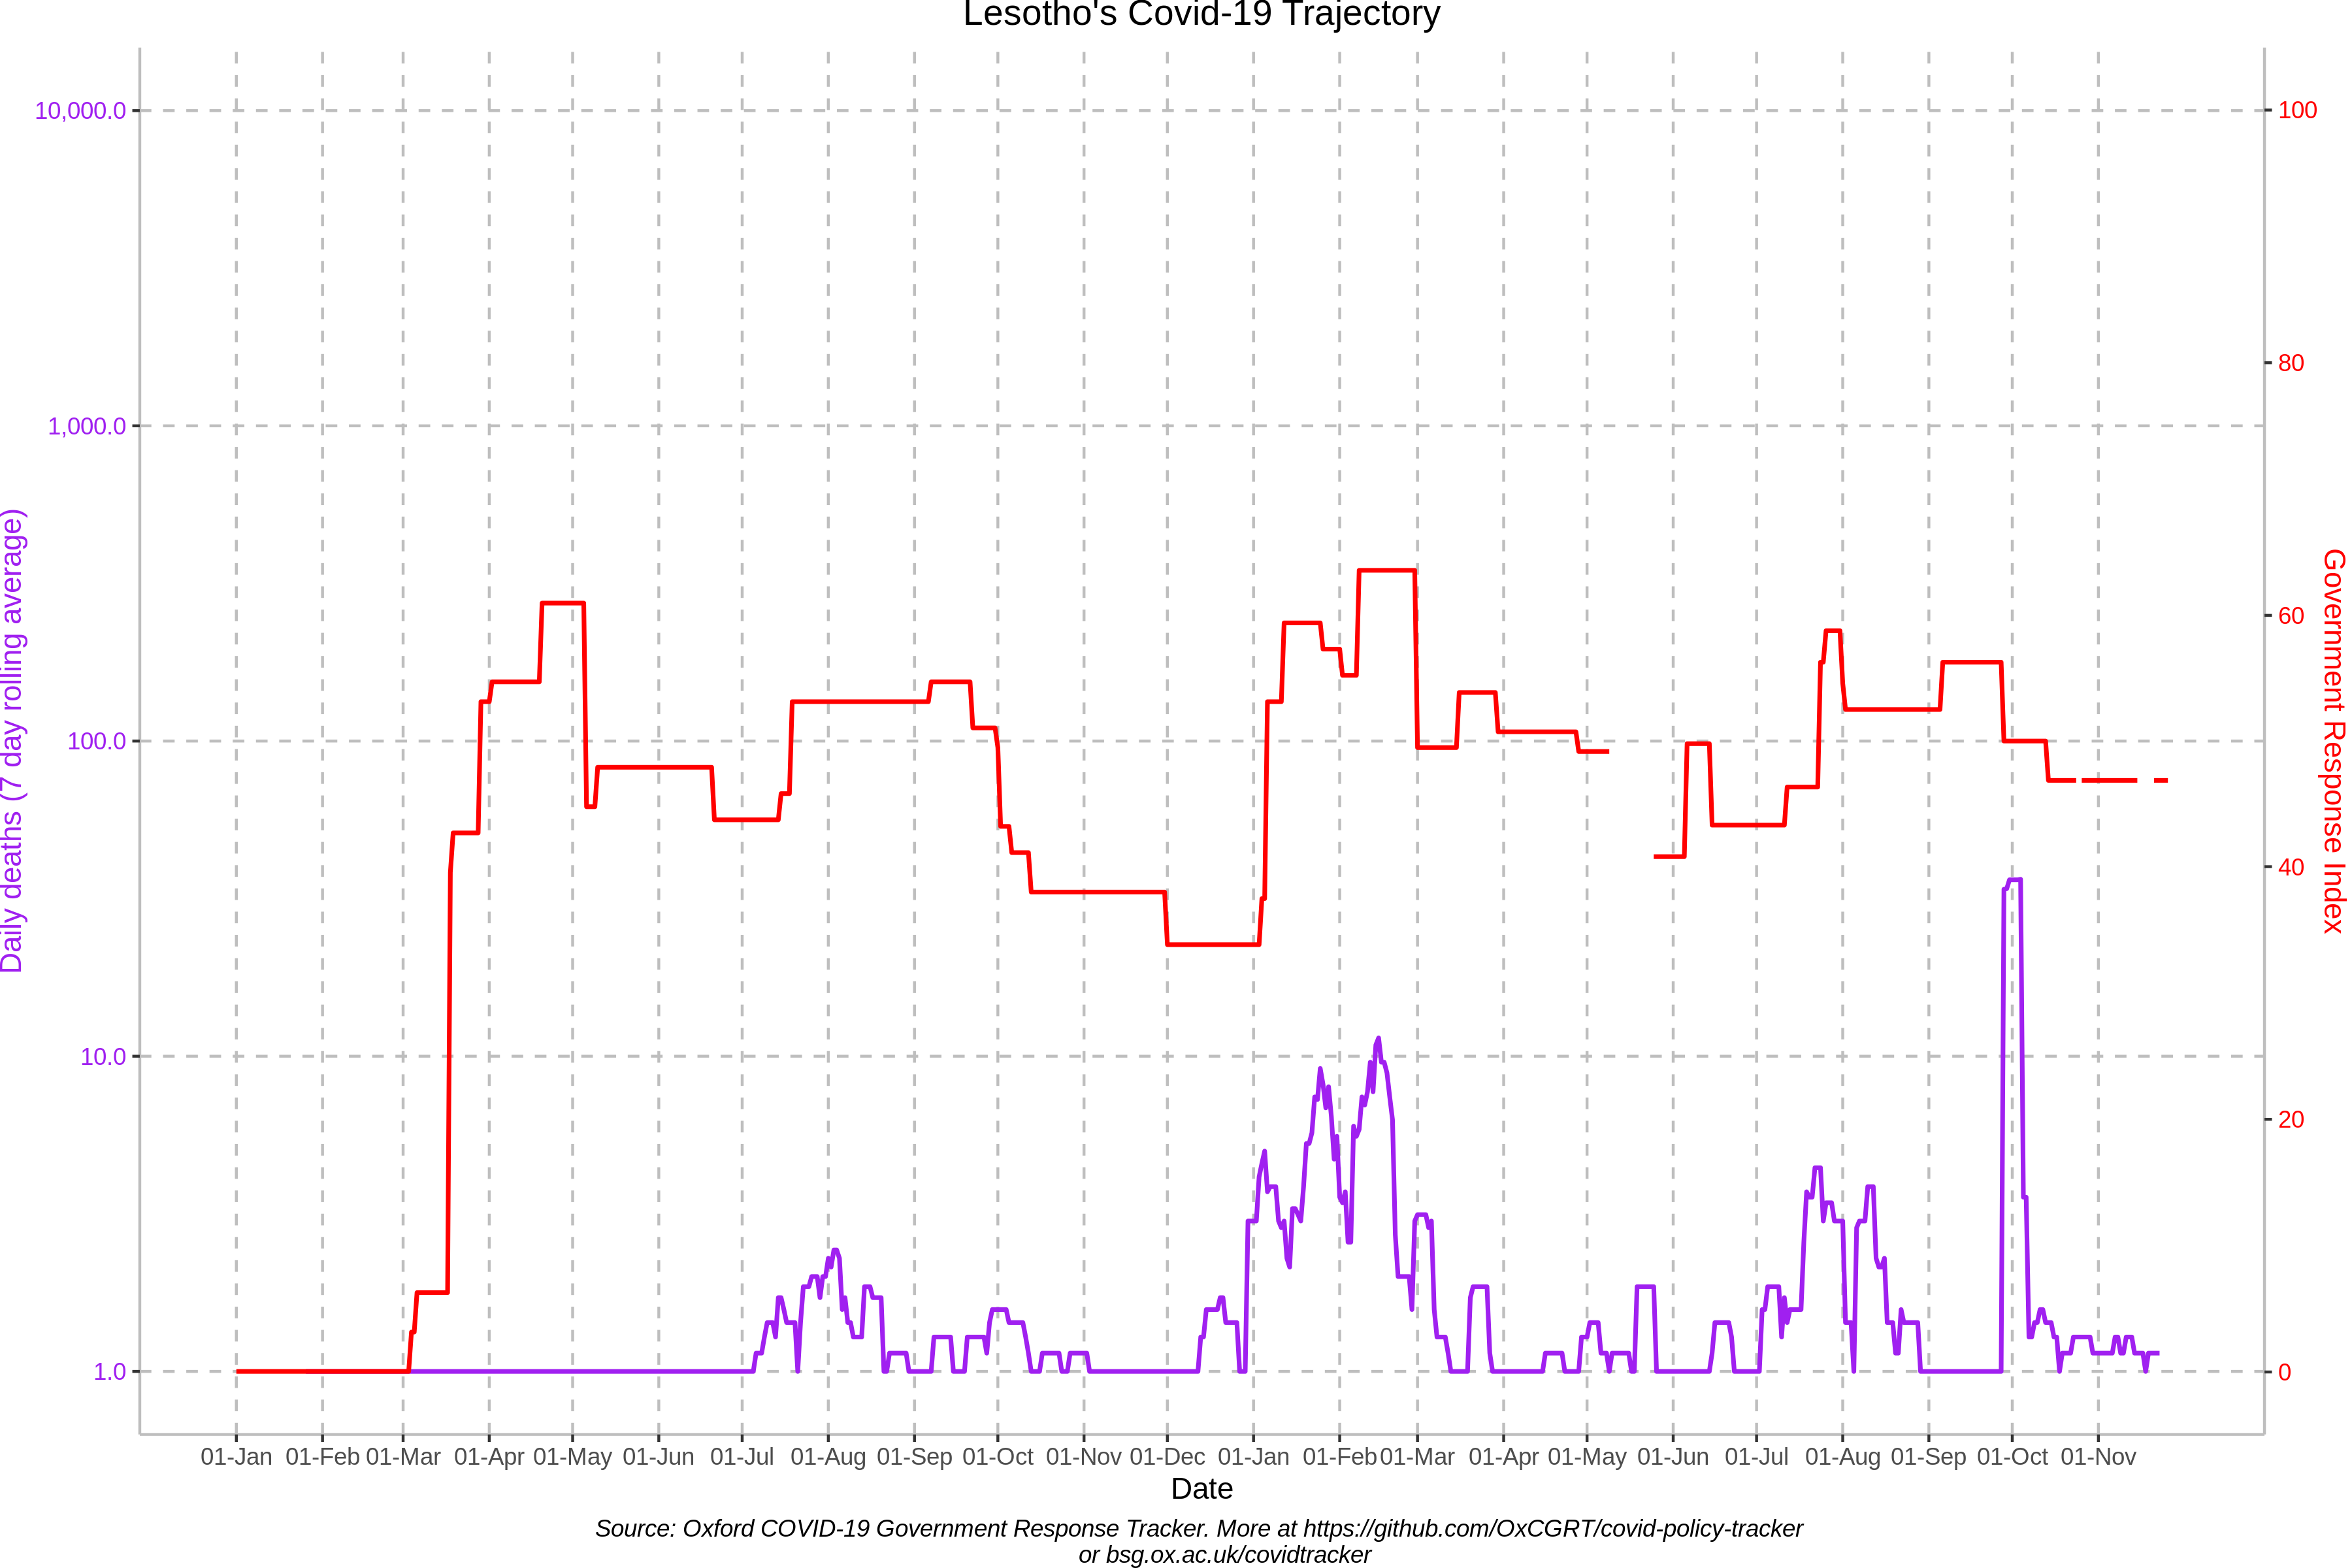 Lesotho's Covid-19 Trajectory
10,000.0
1,000.0
100.0
10.0
1.0
Daily deaths (7 day rolling average)
100
80
60
40
20
0
Government Response Index
01-Jan 01-Feb 01-Mar 01-Apr 01-May 01-Jun 01-Jul 01-Aug 01-Sep 01-Oct 01-Nov 01-Dec 01-Jan 01-Feb 01-Mar 01-Apr 01-May 01-Jun 01-Jul 01-Aug 01-Sep 01-Oct 01-Nov
Date
Source: Oxford COVID-19 Government Response Tracker. More at https://github.com/OxCGRT/covid-policy-tracker
or bsg.ox.ac.uk/covidtracker